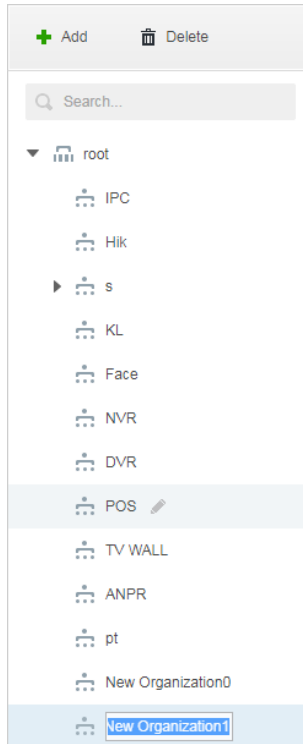 Add Delete
Search...
root
IPC
Hik
s
KL
Face
NVR
DVR
POS
TV WALL
ANPR
pt
New Organization0
New Organization1